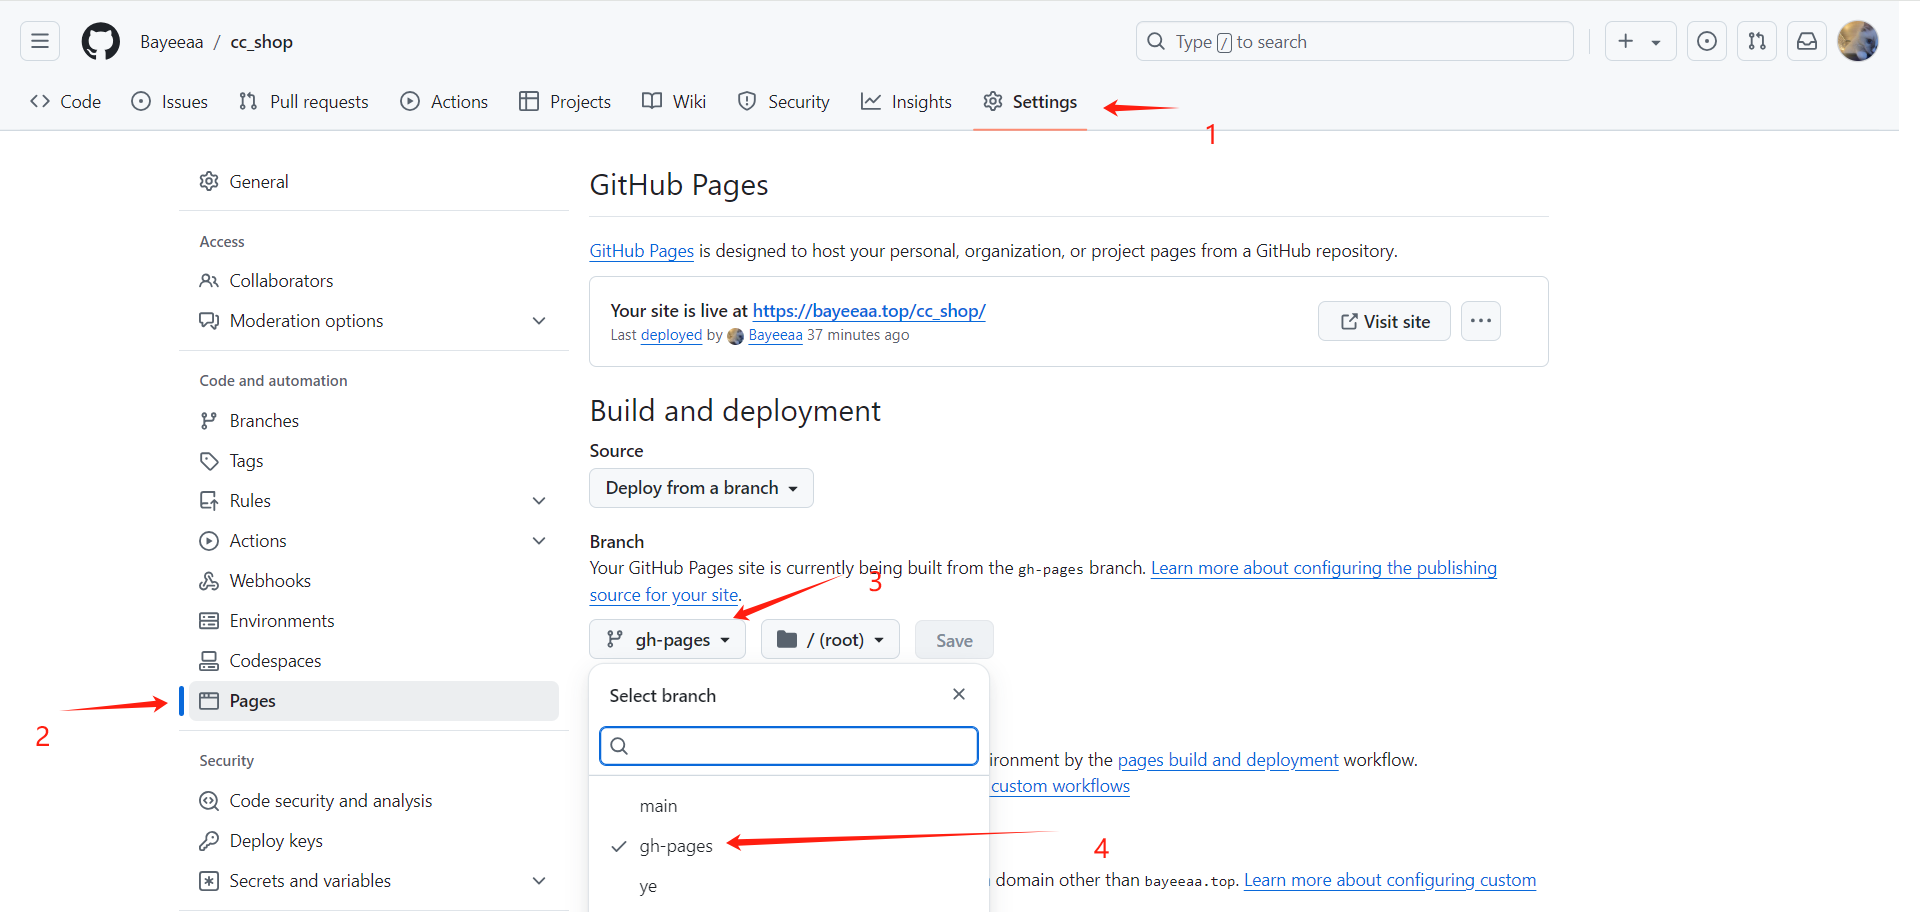 Bayeeaa / cc_shop
Type / to search
Code
Issues
Pull requests
Actions
Projects
Wiki
Security
Insights
Settings
1
General
Access
Collaborators
Moderation options
Code and automation
Branches
Tags
Rules
Actions
Webhooks
Environments
Codespaces
Pages
2
Security
Code security and analysis
Deploy keys
Secrets and variables
GitHub Pages
GitHub Pages is designed to host your personal, organization, or project pages from a GitHub repository.
Your site is live at https://bayeeaa.top/cc_shop/
Last deployed by Bayeeaa 37 minutes ago
Visit site
Build and deployment
Source
Deploy from a branch
Branch
Your GitHub Pages site is currently being built from the gh-pages branch. Learn more about configuring the publishing
source for your site.
3
gh-pages
/ (root)
Save
Select branch
ironment by the pages build and deployment workflow.
custom workflows
main
gh-pages
4
ye
domain other than bayeeaa.top. Learn more about configuring custom